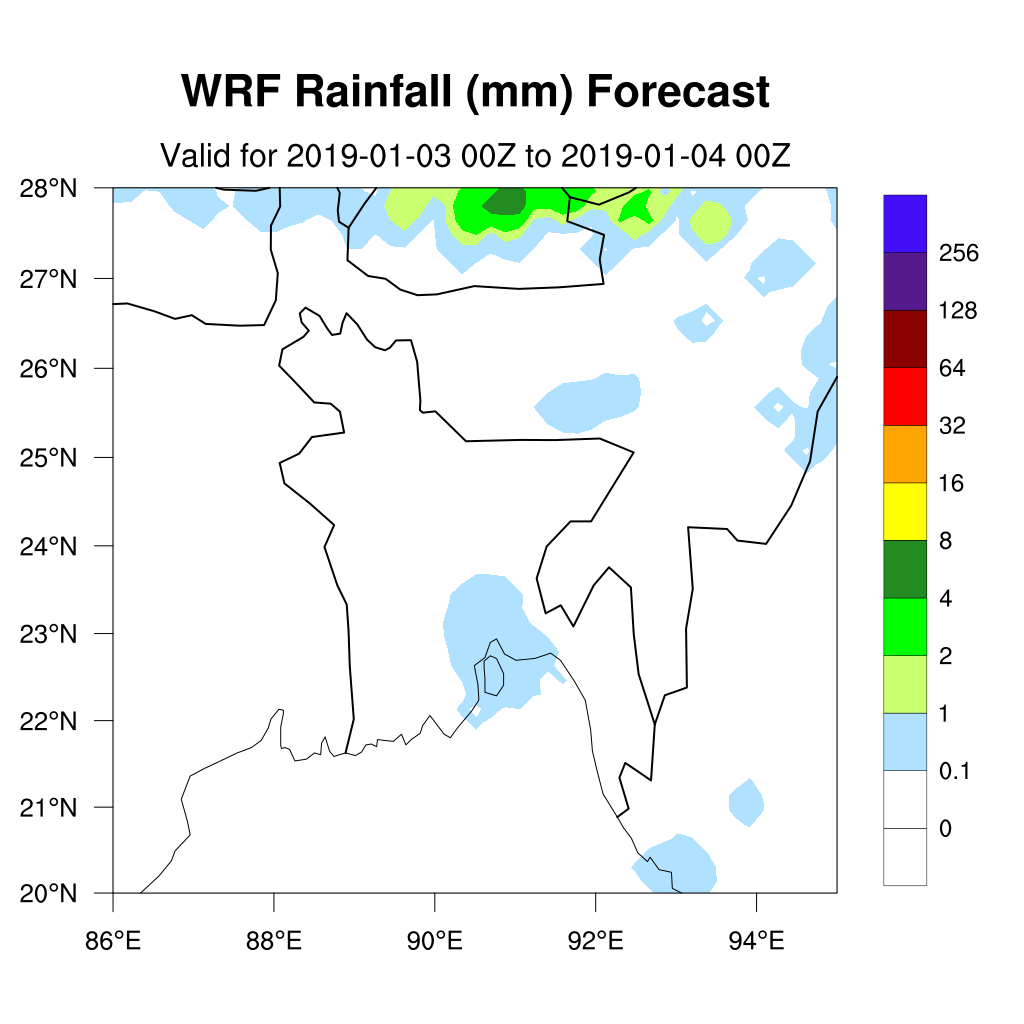 WRF Rainfall (mm) Forecast
Valid for 2019-01-03 00Z to 2019-01-04 00Z
28°N
27°N
26°N
25°N
24°N
23°N
22°N
21°N
20°N
86°E 88°E 90°E 92°E 94°E
256
128
64
32
16
8
4
2
1
0.1
0